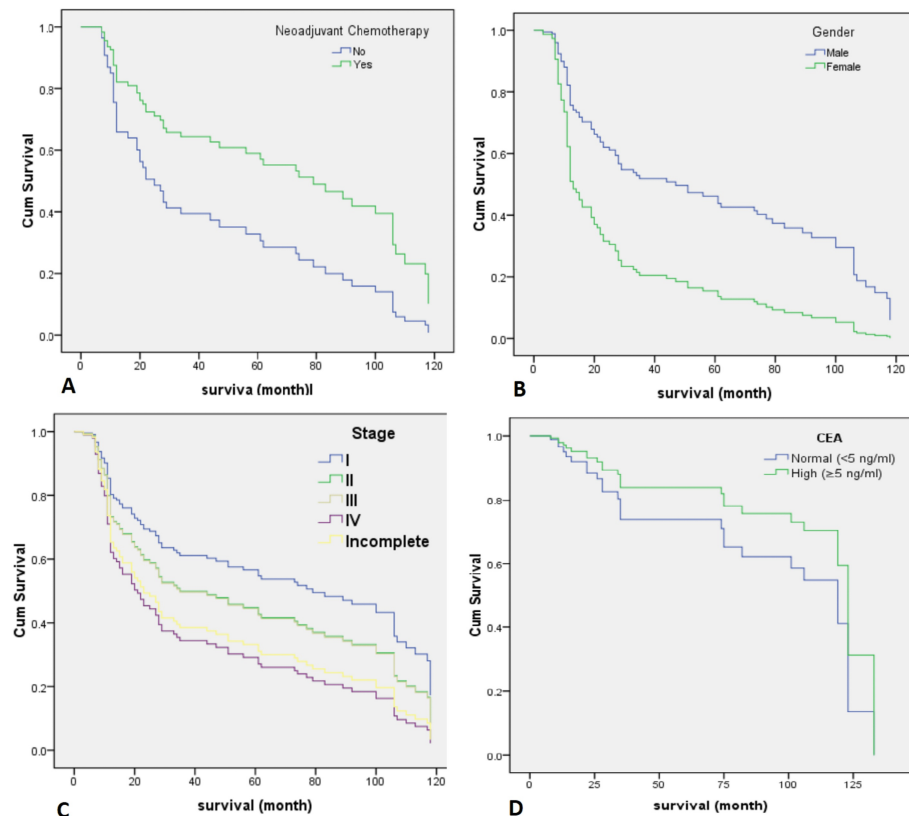 Neoadjuvant Chemotherapy
No
Yes
Cum Survival
1.0
0.8
0.6
0.4
0.2
0.0
0 20 40 60 80 100 120
surviva (month)l
A
Gender
Male
Female
Cum Survival
1.0
0.8
0.6
0.4
0.2
0.0
0 20 40 60 80 100 120
survival (month)
B
Stage
I
II
III
IV
Incomplete
Cum Survival
1.0
0.8
0.6
0.4
0.2
0.0
0 20 40 60 80 100 120
survival (month)
C
CEA
Normal (<5 ng/ml)
High (≥5 ng/ml)
Cum Survival
1.0
0.8
0.6
0.4
0.2
0.0
0 25 50 75 100 125
survival (month)
D